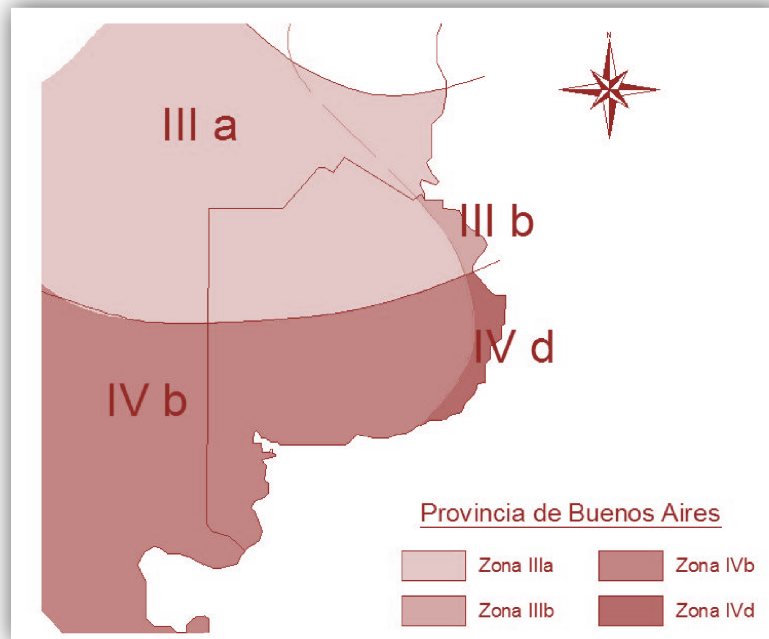 N
III a
III b
IV d
IV b
Provincia de Buenos Aires
Zona IIIa
Zona IVb
Zona IIIb
Zona IVd